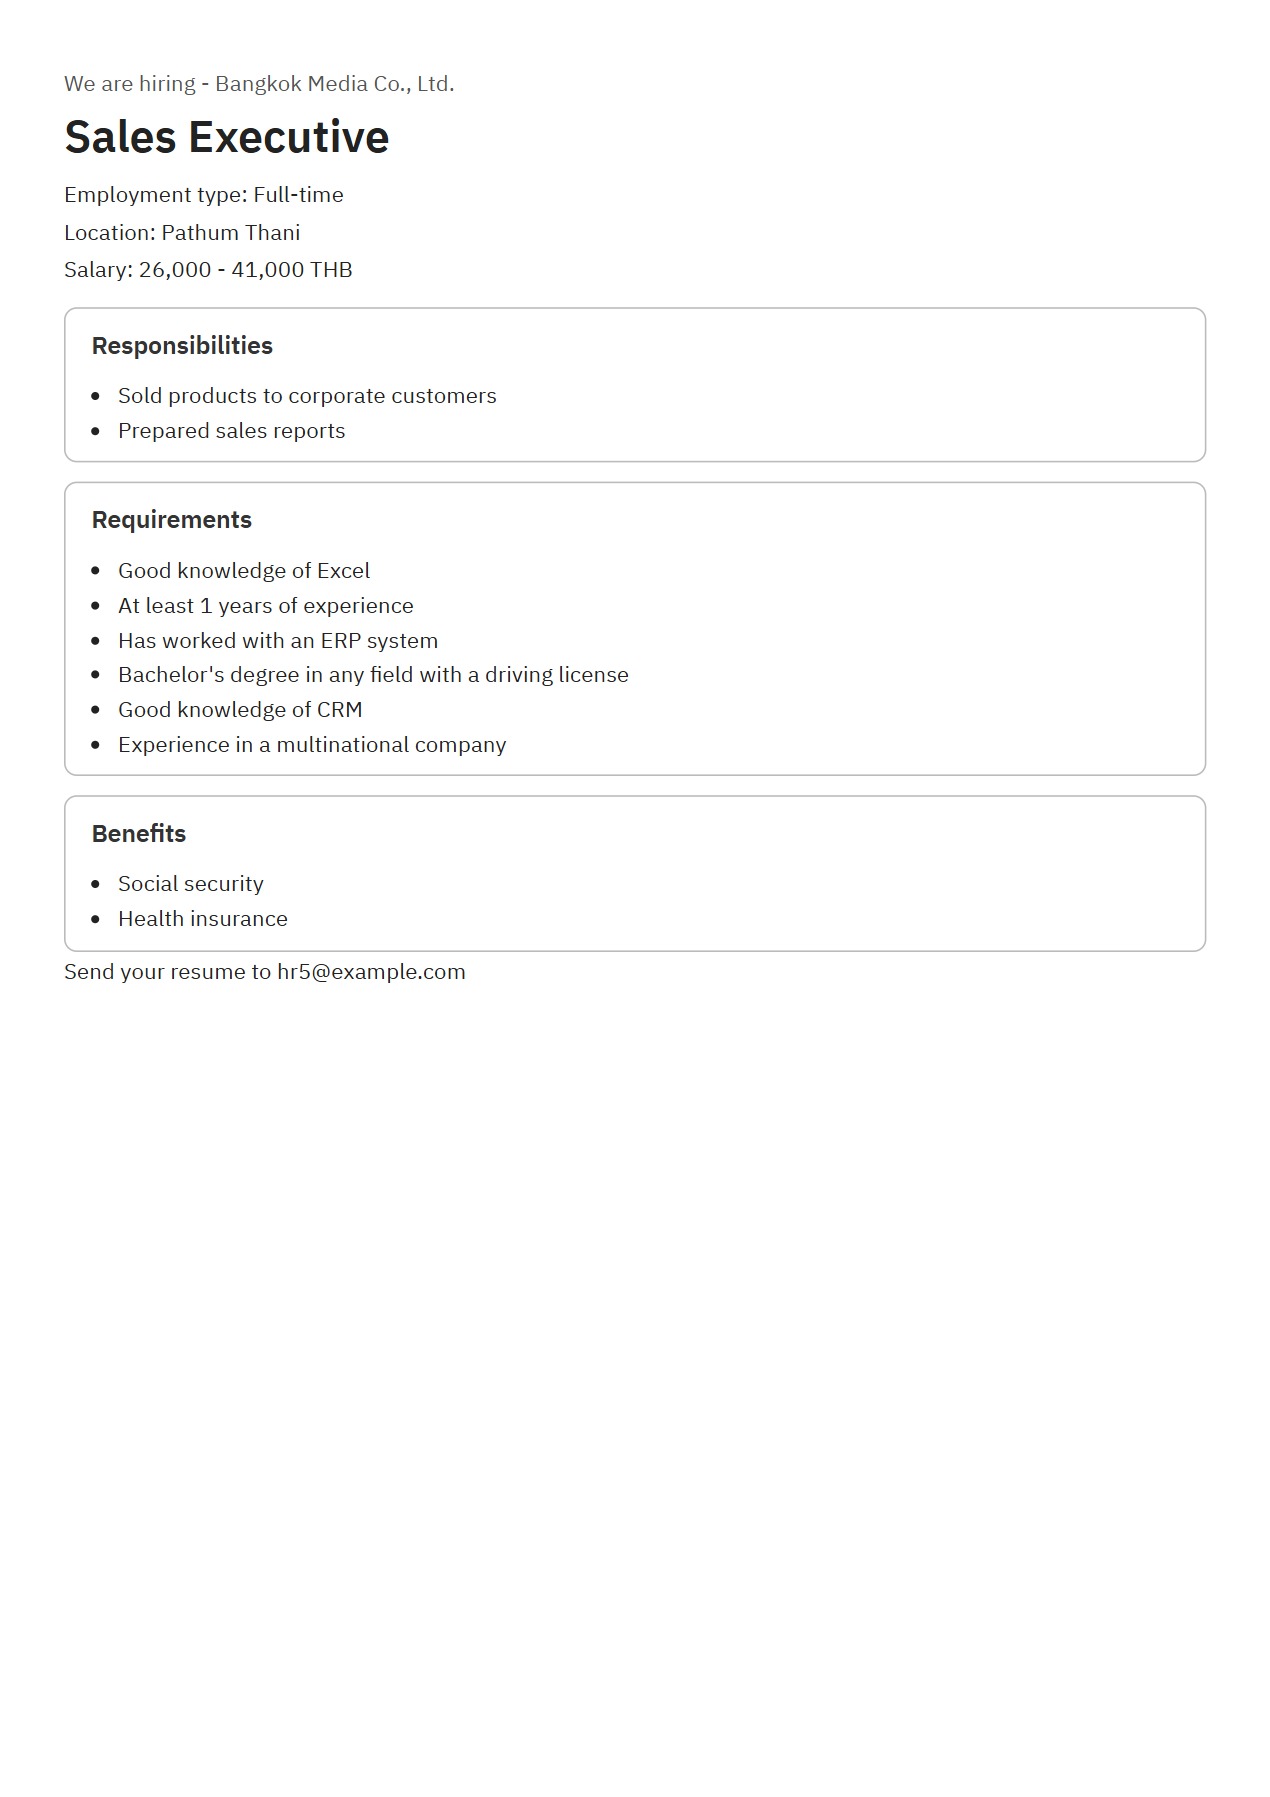 We are hiring - Bangkok Media Co., Ltd.
Sales Executive
Employment type: Full-time
Location: Pathum Thani
Salary: 26,000 - 41,000 THB
Responsibilities
• Sold products to corporate customers
• Prepared sales reports
Requirements
• Good knowledge of Excel
• At least 1 years of experience
• Has worked with an ERP system
• Bachelor's degree in any field with a driving license
• Good knowledge of CRM
• Experience in a multinational company
Benefits
• Social security
• Health insurance
Send your resume to hr5@example.com